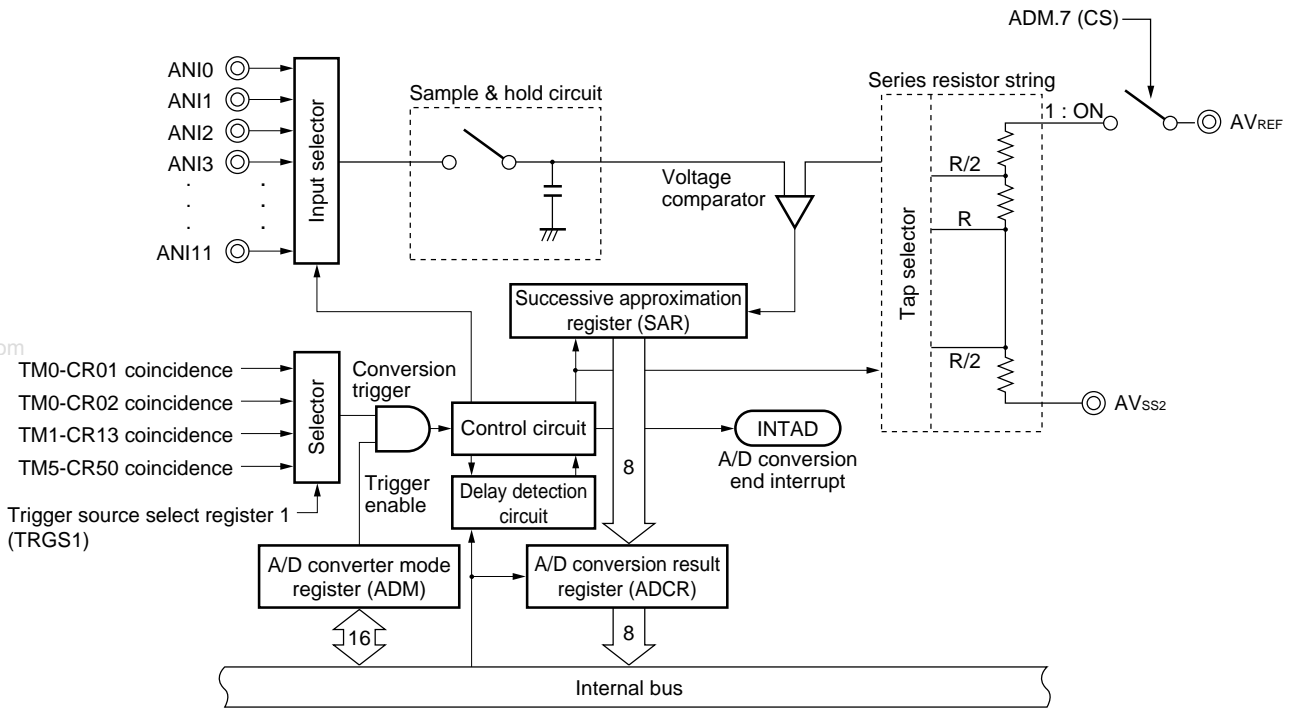 ADM.7 (CS)
ANI0
ANI1
ANI2
ANI3
ANI11
Input selector
Sample & hold circuit
Series resistor string
1 : ON
AVREF
Voltage
comparator
R/2
R
R/2
Tap selector
AVSS2
Successive approximation
register (SAR)
om
TM0-CR01 coincidence
TM0-CR02 coincidence
TM1-CR13 coincidence
TM5-CR50 coincidence
Selector
Conversion
trigger
Control circuit
INTAD
A/D conversion
end interrupt
8
Trigger
enable
Delay detection
circuit
Trigger source select register 1
(TRGS1)
A/D converter mode
register (ADM)
A/D conversion result
register (ADCR)
16
8
Internal bus